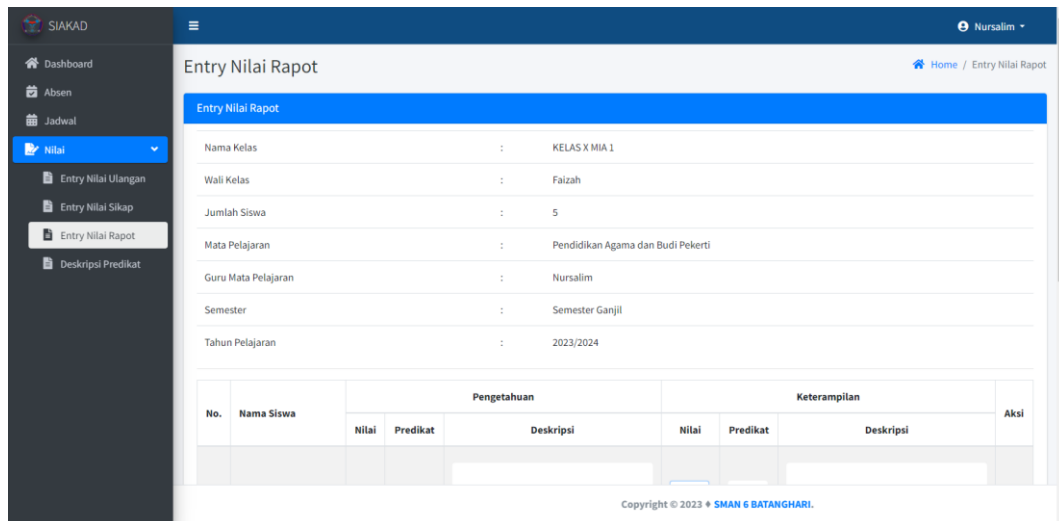 SIAKAD
Nursalim
Dashboard
Absen
Jadwal
Nilai
Entry Nilai Ulangan
Entry Nilai Sikap
Entry Nilai Rapot
Deskripsi Predikat
Entry Nilai Rapot
Home / Entry Nilai Rapot
Entry Nilai Rapot
Nama Kelas : KELAS X MIA 1
Wali Kelas : Faizah
Jumlah Siswa : 5
Mata Pelajaran : Pendidikan Agama dan Budi Pekerti
Guru Mata Pelajaran : Nursalim
Semester : Semester Ganjil
Tahun Pelajaran : 2023/2024
No. Nama Siswa Pengetahuan Keterampilan Aksi
Nilai Predikat Deskripsi Nilai Predikat Deskripsi
Copyright © 2023 ♦ SMAN 6 BATANGHARI.